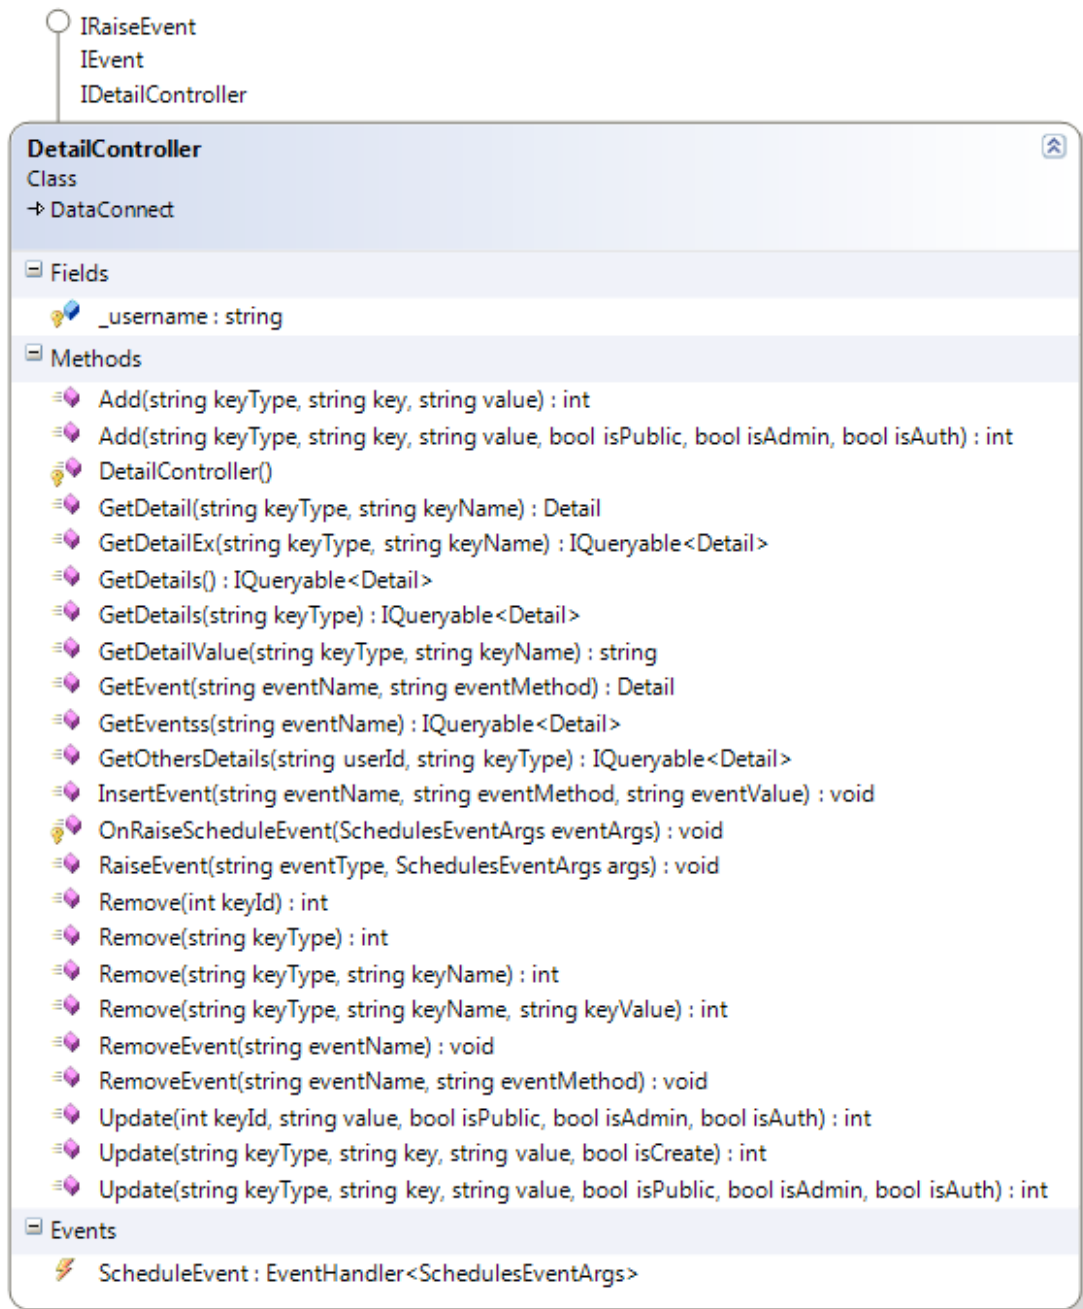 IRaiseEvent
IEvent
IDetailController
DetailController
Class
DataConnect
Fields
_username : string
Methods
Add(string keyType, string key, string value) : int
Add(string keyType, string key, string value, bool isPublic, bool isAdmin, bool isAuth) : int
DetailController()
GetDetail(string keyType, string keyName) : Detail
GetDetailEx(string keyType, string keyName) : IQueryable<Detail>
GetDetails() : IQueryable<Detail>
GetDetails(string keyType) : IQueryable<Detail>
GetDetailValue(string keyType, string keyName) : string
GetEvent(string eventName, string eventMethod) : Detail
GetEventss(string eventName) : IQueryable<Detail>
GetOthersDetails(string userId, string keyType) : IQueryable<Detail>
InsertEvent(string eventName, string eventMethod, string eventValue) : void
OnRaiseScheduleEvent(SchedulesEventArgs eventArgs) : void
RaiseEvent(string eventType, SchedulesEventArgs args) : void
Remove(int keyId) : int
Remove(string keyType) : int
Remove(string keyType, string keyName) : int
Remove(string keyType, string keyName, string keyValue) : int
RemoveEvent(string eventName) : void
RemoveEvent(string eventName, string eventMethod) : void
Update(int keyId, string value, bool isPublic, bool isAdmin, bool isAuth) : int
Update(string keyType, string key, string value, bool isCreate) : int
Update(string keyType, string key, string value, bool isPublic, bool isAdmin, bool isAuth) : int
Events
ScheduleEvent : EventHandler<SchedulesEventArgs>